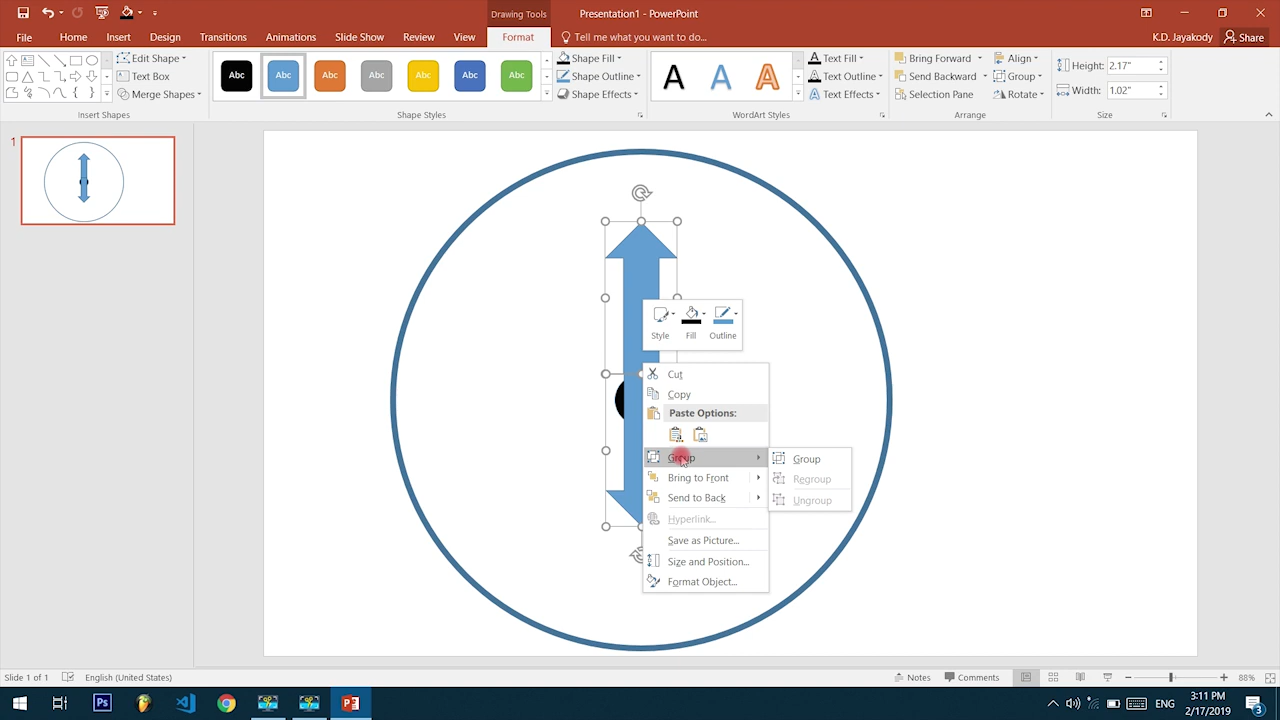 Drawing Tools
Presentation1 - PowerPoint
File Home Insert Design Transitions Animations Slide Show Review View Format Tell me what you want to do...
K.D. Jayakody Share
Edit Shape
Text Box
Merge Shapes
Insert Shapes
Abc Abc Abc Abc Abc Abc Abc
Shape Fill
Shape Outline
Shape Effects
Shape Styles
A A A
Text Fill
Text Outline
Text Effects
WordArt Styles
Bring Forward
Send Backward
Selection Pane
Align
Group
Rotate
Arrange
Height: 2.17"
Width: 1.02"
Size
1
Style Fill Outline
Cut
Copy
Paste Options:
Group
Bring to Front
Send to Back
Hyperlink...
Save as Picture...
Size and Position...
Format Object...
Group
Regroup
Ungroup
Slide 1 of 1 English (United States)
Notes Comments 88%
Ps
ENG
3:11 PM
2/17/2019
3